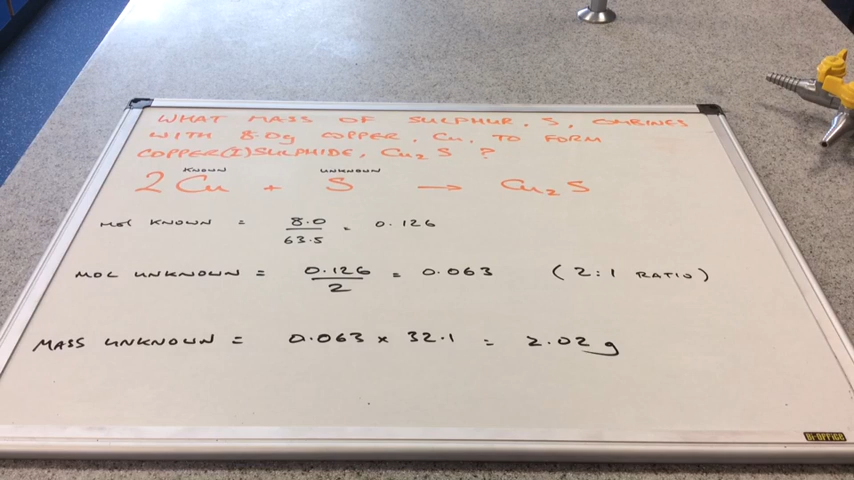 WHAT MASS OF SULPHUR, S, COMBINES
WITH 8.0g COPPER, Cu, TO FORM
COPPER(I)SULPHIDE, Cu₂S ?
KNOWN UNKNOWN
2Cu + S → Cu₂S
MOL KNOWN = 8.0/63.5 = 0.126
MOL UNKNOWN = 0.126/2 = 0.063 (2:1 RATIO)
MASS UNKNOWN = 0.063 x 32.1 = 2.02g
BI-OFFICE